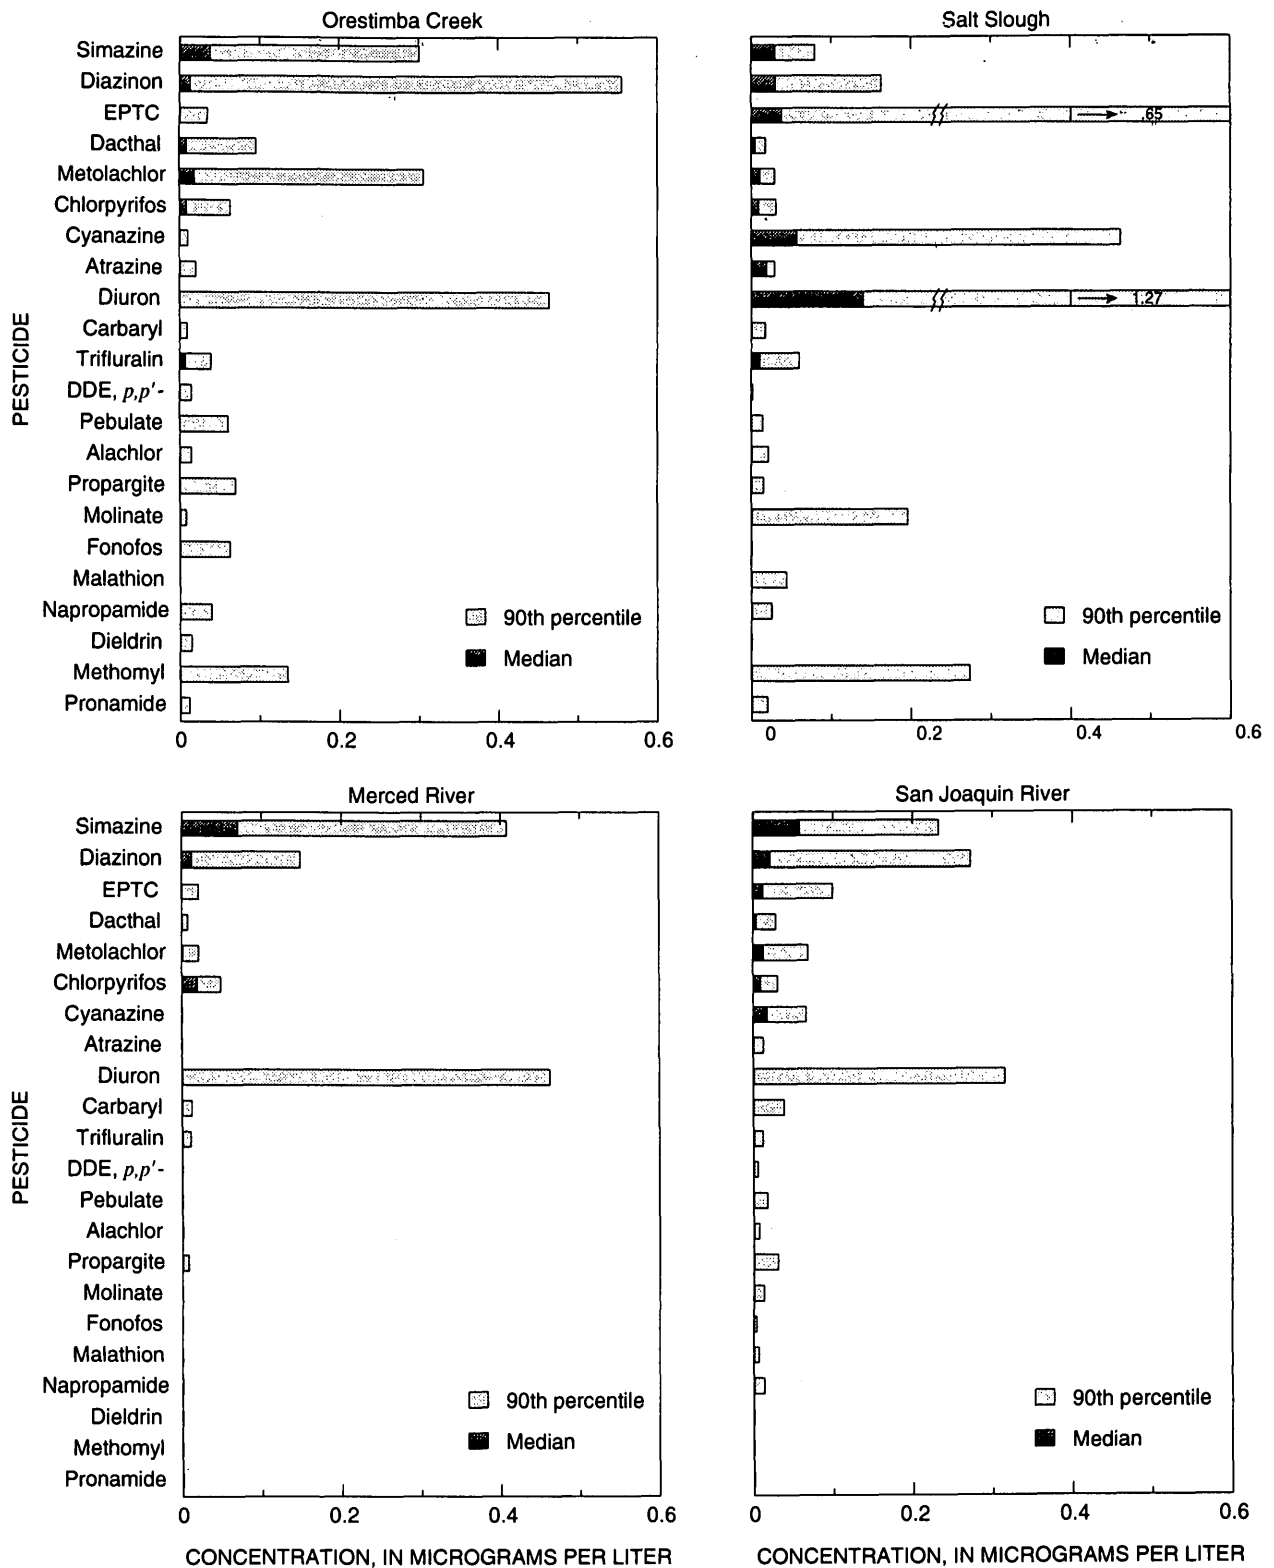 Orestimba Creek
Salt Slough
PESTICIDE
Simazine
Diazinon
EPTC
Dacthal
Metolachlor
Chlorpyrifos
Cyanazine
Atrazine
Diuron
Carbaryl
Trifluralin
DDE, p,p'-
Pebulate
Alachlor
Propargite
Molinate
Fonofos
Malathion
Napropamide
Dieldrin
Methomyl
Pronamide
90th percentile
Median
0 0.2 0.4 0.6
.65
1.27
90th percentile
Median
0 0.2 0.4 0.6
Merced River
San Joaquin River
PESTICIDE
Simazine
Diazinon
EPTC
Dacthal
Metolachlor
Chlorpyrifos
Cyanazine
Atrazine
Diuron
Carbaryl
Trifluralin
DDE, p,p'-
Pebulate
Alachlor
Propargite
Molinate
Fonofos
Malathion
Napropamide
Dieldrin
Methomyl
Pronamide
90th percentile
Median
0 0.2 0.4 0.6
CONCENTRATION, IN MICROGRAMS PER LITER
90th percentile
Median
0 0.2 0.4 0.6
CONCENTRATION, IN MICROGRAMS PER LITER